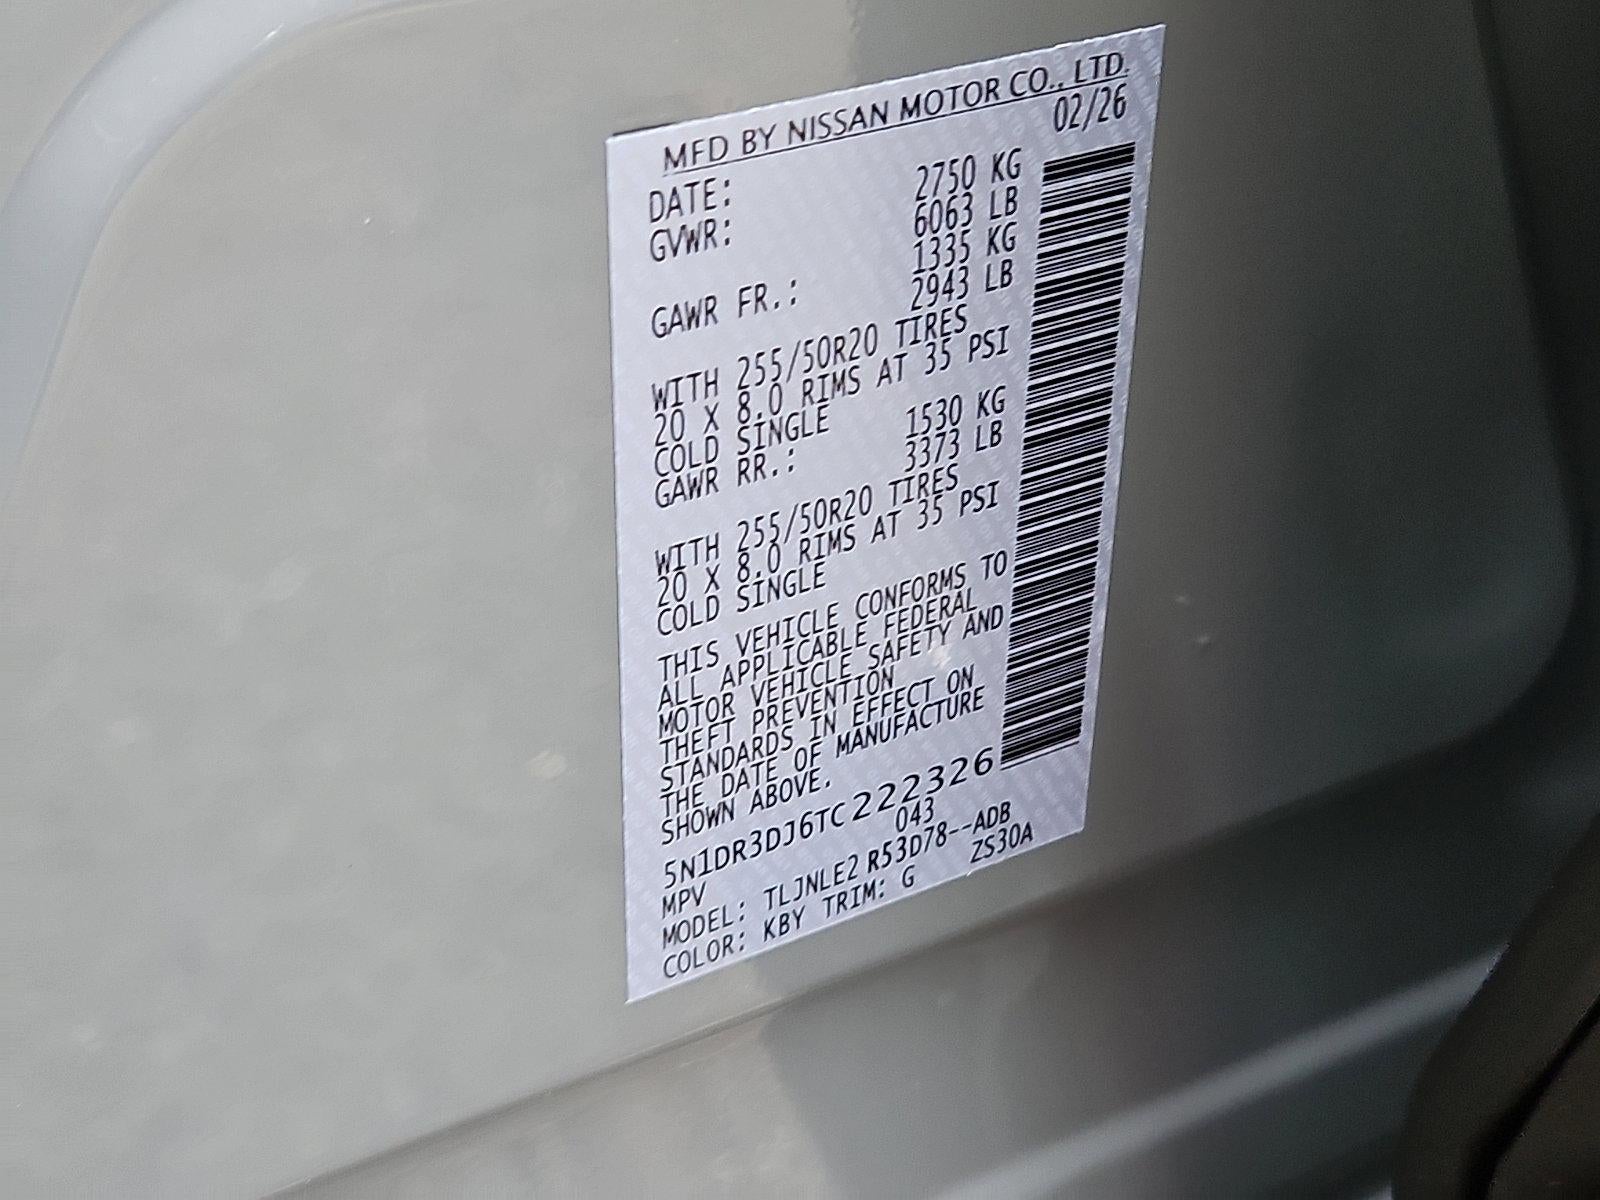 MFD BY NISSAN MOTOR CO., LTD.
DATE: 02/26
GVWR: 2750 KG
6063 LB
GAWR FR.: 1335 KG
2943 LB
WITH 255/50R20 TIRES
20 X 8.0 RIMS AT 35 PSI
COLD SINGLE
GAWR RR.: 1530 KG
3373 LB
WITH 255/50R20 TIRES
20 X 8.0 RIMS AT 35 PSI
COLD SINGLE
THIS VEHICLE CONFORMS TO
ALL APPLICABLE FEDERAL
MOTOR VEHICLE SAFETY AND
THEFT PREVENTION
STANDARDS IN EFFECT ON
THE DATE OF MANUFACTURE
SHOWN ABOVE.
5N1DR3DJ6TC222326
MPV 043
MODEL: TLJNLE2 R53D78--ADB
COLOR: KBY TRIM: G ZS30A